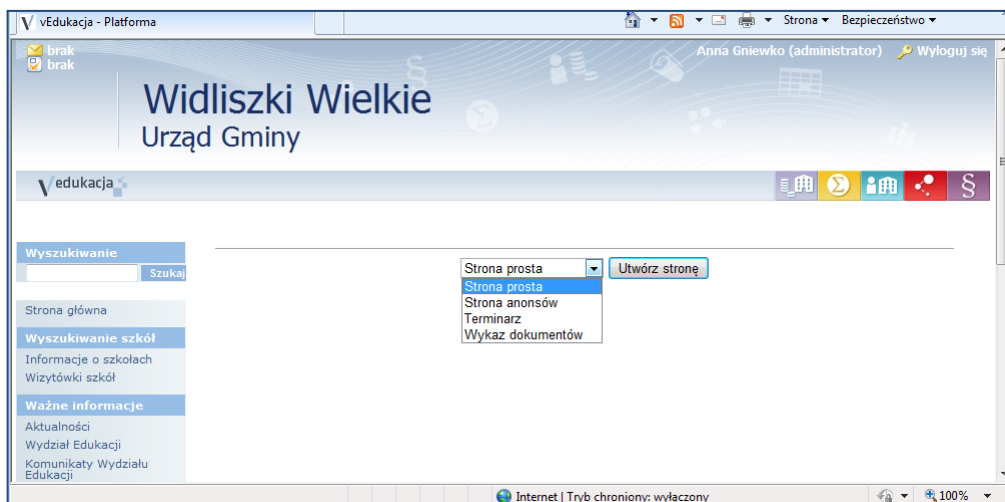 vEdukacja - Platforma
Strona
Bezpieczeństwo
brak
brak
Anna Gniewko (administrator)
Wyloguj się
Widliszki Wielkie
Urząd Gminy
vedukacja
Σ
§
Wyszukiwanie
Szukaj
Strona prosta
Utwórz stronę
Strona prosta
Strona anonsów
Terminarz
Wykaz dokumentów
Strona główna
Wyszukiwanie szkół
Informacje o szkołach
Wizytówki szkół
Ważne informacje
Aktualności
Wydział Edukacji
Komunikaty Wydziału
Edukacji
Internet | Tryb chroniony: wyłączony
100%